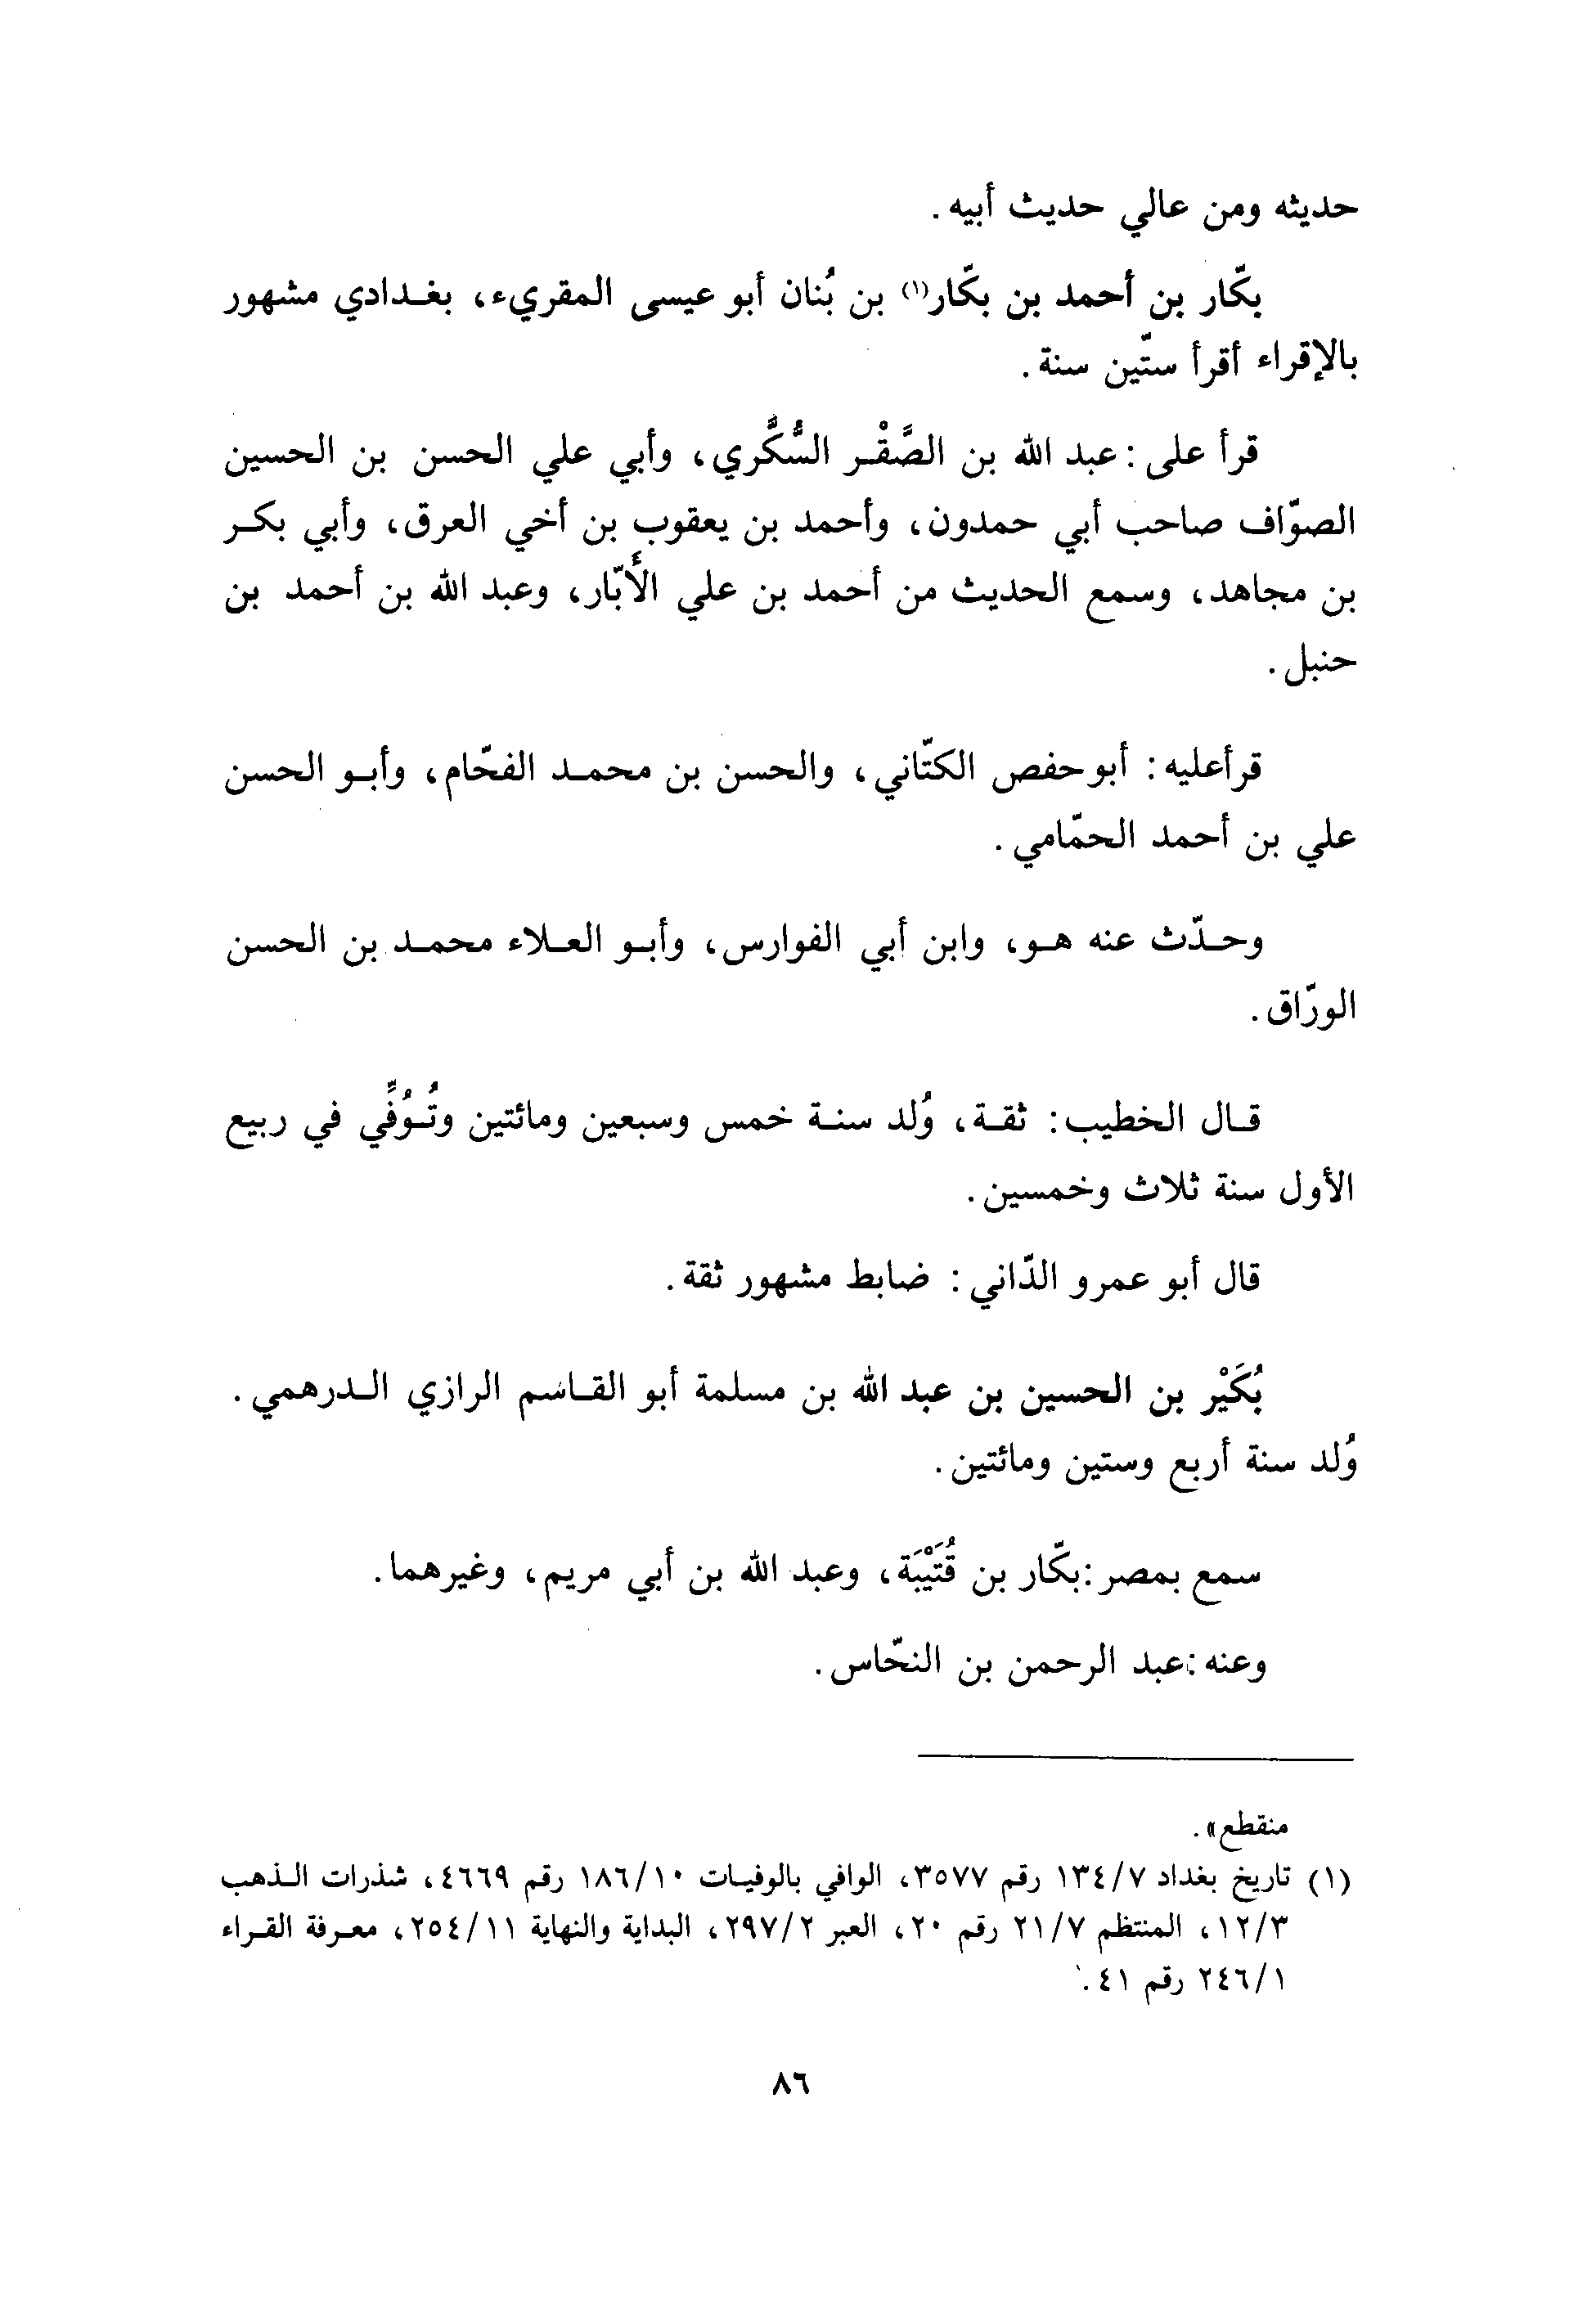 حديثه ومن عالي حديث أبيه.
بكّار بن أحمد بن بكّار(١) بن بُنان أبو عيسى المقريء، بغدادي مشهور
بالإقراء أقرأ ستّين سنة.
قرأ على: عبد الله بن الصَّقْر السُّكَّري، وأبي علي الحسن بن الحسين
الصوّاف صاحب أبي حمدون، وأحمد بن يعقوب بن أخي العرق، وأبي بكر
بن مجاهد، وسمع الحديث من أحمد بن علي الأَبّار، وعبد الله بن أحمد بن
حنبل.
قرأ عليه: أبو حفص الكتّاني، والحسن بن محمد الفحّام، وأبو الحسن
علي بن أحمد الحمّامي.
وحدّث عنه هو، وابن أبي الفوارس، وأبو العلاء محمد بن الحسن
الورّاق.
قال الخطيب: ثقة، وُلد سنة خمس وسبعين ومائتين وتُوُفِّي في ربيع
الأول سنة ثلاث وخمسين.
قال أبو عمرو الدّاني: ضابط مشهور ثقة.
بُكَيْر بن الحسين بن عبد الله بن مسلمة أبو القاسم الرازي الدرهمي.
وُلد سنة أربع وستين ومائتين.
سمع بمصر: بكّار بن قُتَيْبَة، وعبد الله بن أبي مريم، وغيرهما.
وعنه: عبد الرحمن بن النحّاس.
منقطع».
(١) تاريخ بغداد ١٣٤/٧ رقم ٣٥٧٧، الوافي بالوفيات ١٨٦/١٠ رقم ٤٦٦٩، شذرات الذهب
١٢/٣، المنتظم ٢١/٧ رقم ٢٠، العبر ٢٩٧/٢، البداية والنهاية ٢٥٤/١١، معرفة القراء
٢٤٦/١ رقم ٤١.
٨٦